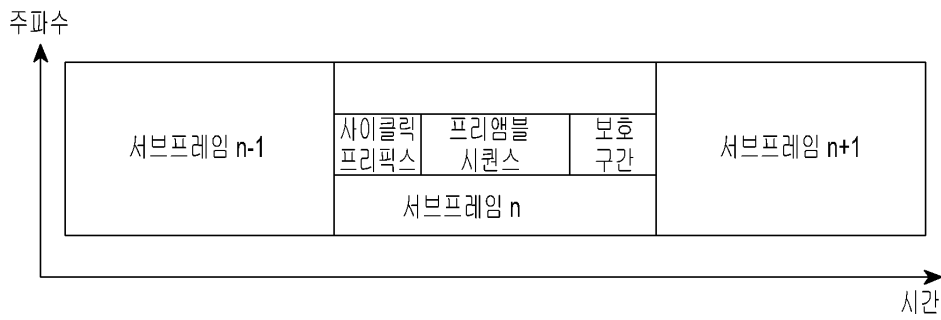 주파수
서브프레임 n-1
사이클릭
프리픽스
프리앰블
시퀀스
보호
구간
서브프레임 n
서브프레임 n+1
시간